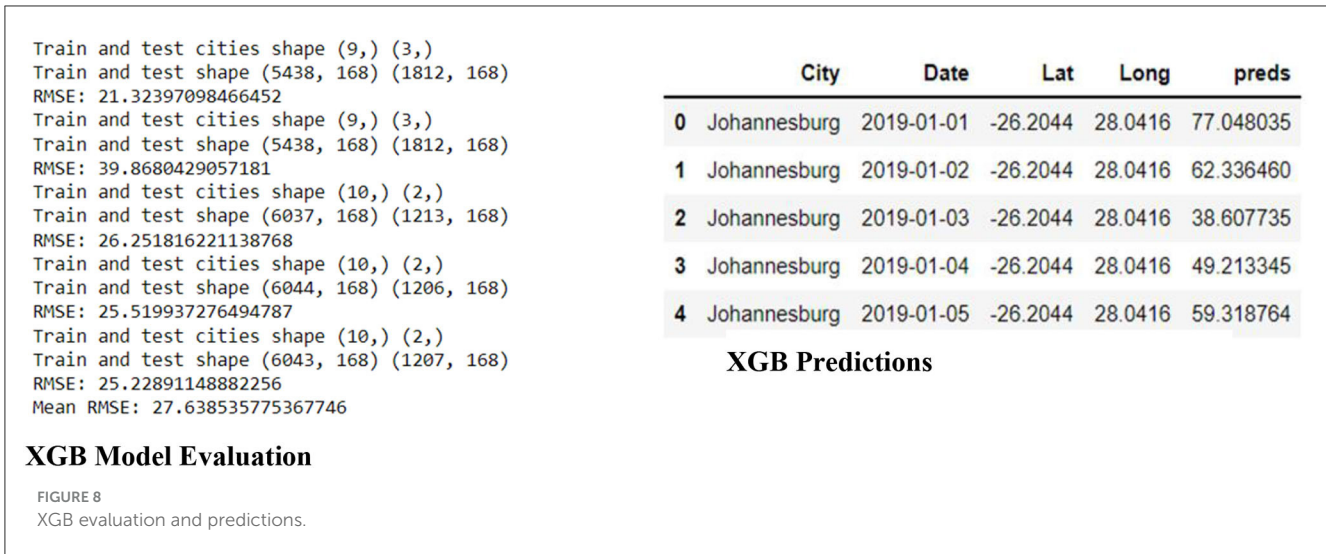 Train and test cities shape (9,) (3,)
Train and test shape (5438, 168) (1812, 168)
RMSE: 21.32397098466452
Train and test cities shape (9,) (3,)
Train and test shape (5438, 168) (1812, 168)
RMSE: 39.8680429057181
Train and test cities shape (10,) (2,)
Train and test shape (6037, 168) (1213, 168)
RMSE: 26.251816221138768
Train and test cities shape (10,) (2,)
Train and test shape (6044, 168) (1206, 168)
RMSE: 25.519937276494787
Train and test cities shape (10,) (2,)
Train and test shape (6043, 168) (1207, 168)
RMSE: 25.22891148882256
Mean RMSE: 27.638535775367746
XGB Model Evaluation
City Date Lat Long preds
0 Johannesburg 2019-01-01 -26.2044 28.0416 77.048035
1 Johannesburg 2019-01-02 -26.2044 28.0416 62.336460
2 Johannesburg 2019-01-03 -26.2044 28.0416 38.607735
3 Johannesburg 2019-01-04 -26.2044 28.0416 49.213345
4 Johannesburg 2019-01-05 -26.2044 28.0416 59.318764
XGB Predictions
FIGURE 8
XGB evaluation and predictions.